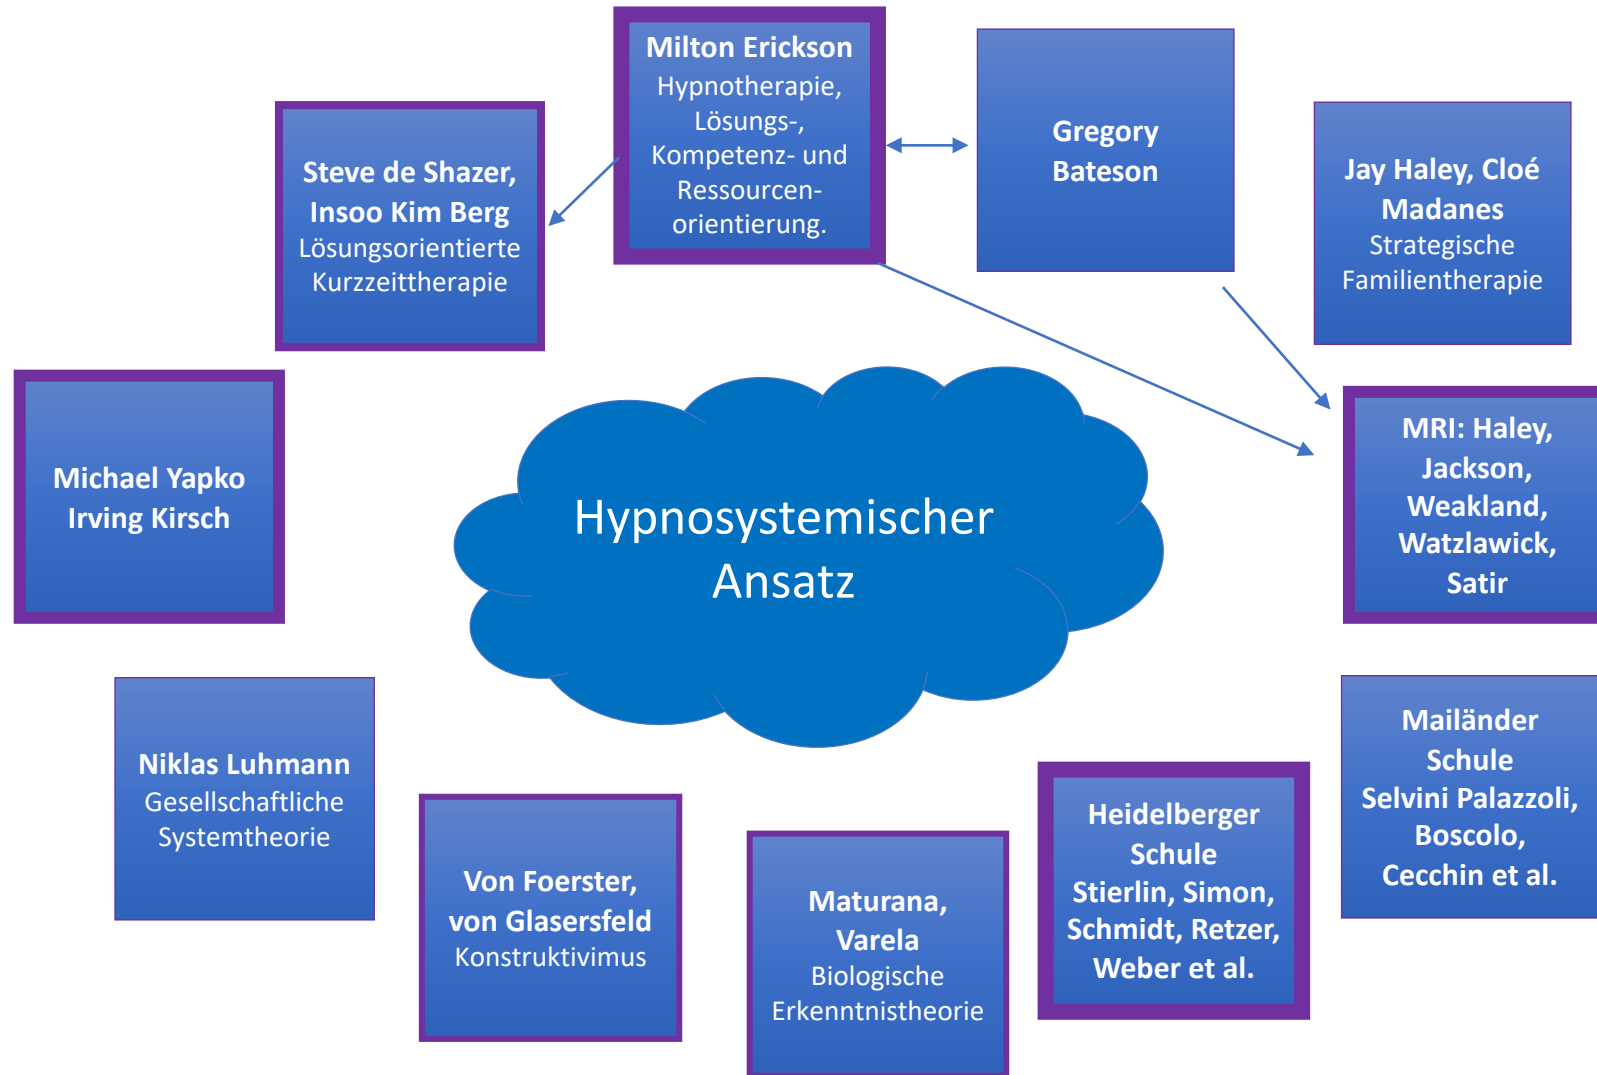 Milton Erickson
Hypnotherapie,
Lösungs-,
Kompetenz- und
Ressourcen-
orientierung.
Gregory
Bateson
Steve de Shazer,
Insoo Kim Berg
Lösungsorientierte
Kurzzeittherapie
Jay Haley, Cloé
Madanes
Strategische
Familientherapie
Michael Yapko
Irving Kirsch
Hypnosystemischer
Ansatz
MRI: Haley,
Jackson,
Weakland,
Watzlawick,
Satir
Niklas Luhmann
Gesellschaftliche
Systemtheorie
Von Foerster,
von Glasersfeld
Konstruktivimus
Maturana,
Varela
Biologische
Erkenntnistheorie
Heidelberger
Schule
Stierlin, Simon,
Schmidt, Retzer,
Weber et al.
Mailänder
Schule
Selvini Palazzoli,
Boscolo,
Cecchin et al.